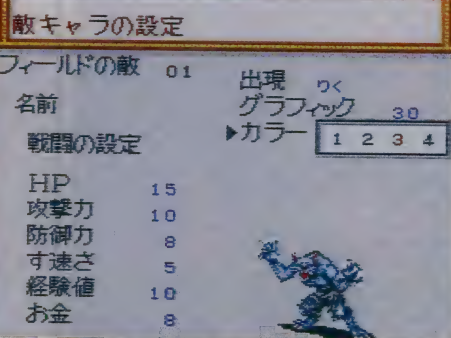 敵キャラの設定
フィールドの敵 01
出現 りく
名前
グラフィック 30
戦闘の設定
▶カラー 1 2 3 4
HP 15
攻撃力 10
防御力 8
す速さ 5
経験値 10
お金 8